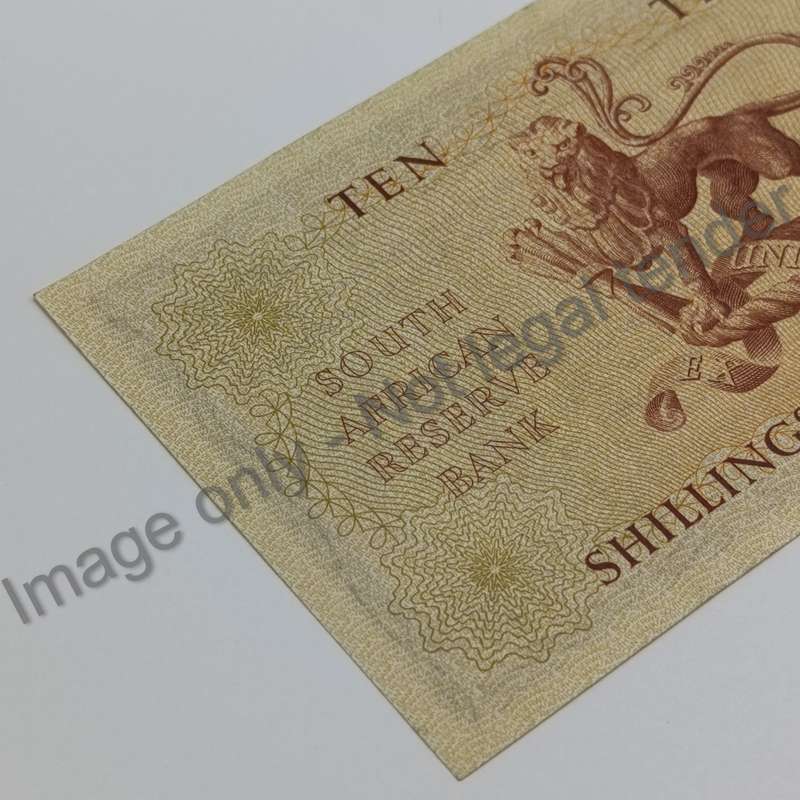 TEN
SOUTH
AFRICAN
RESERVE
BANK
SHILLINGS
Image only - Not legal tender